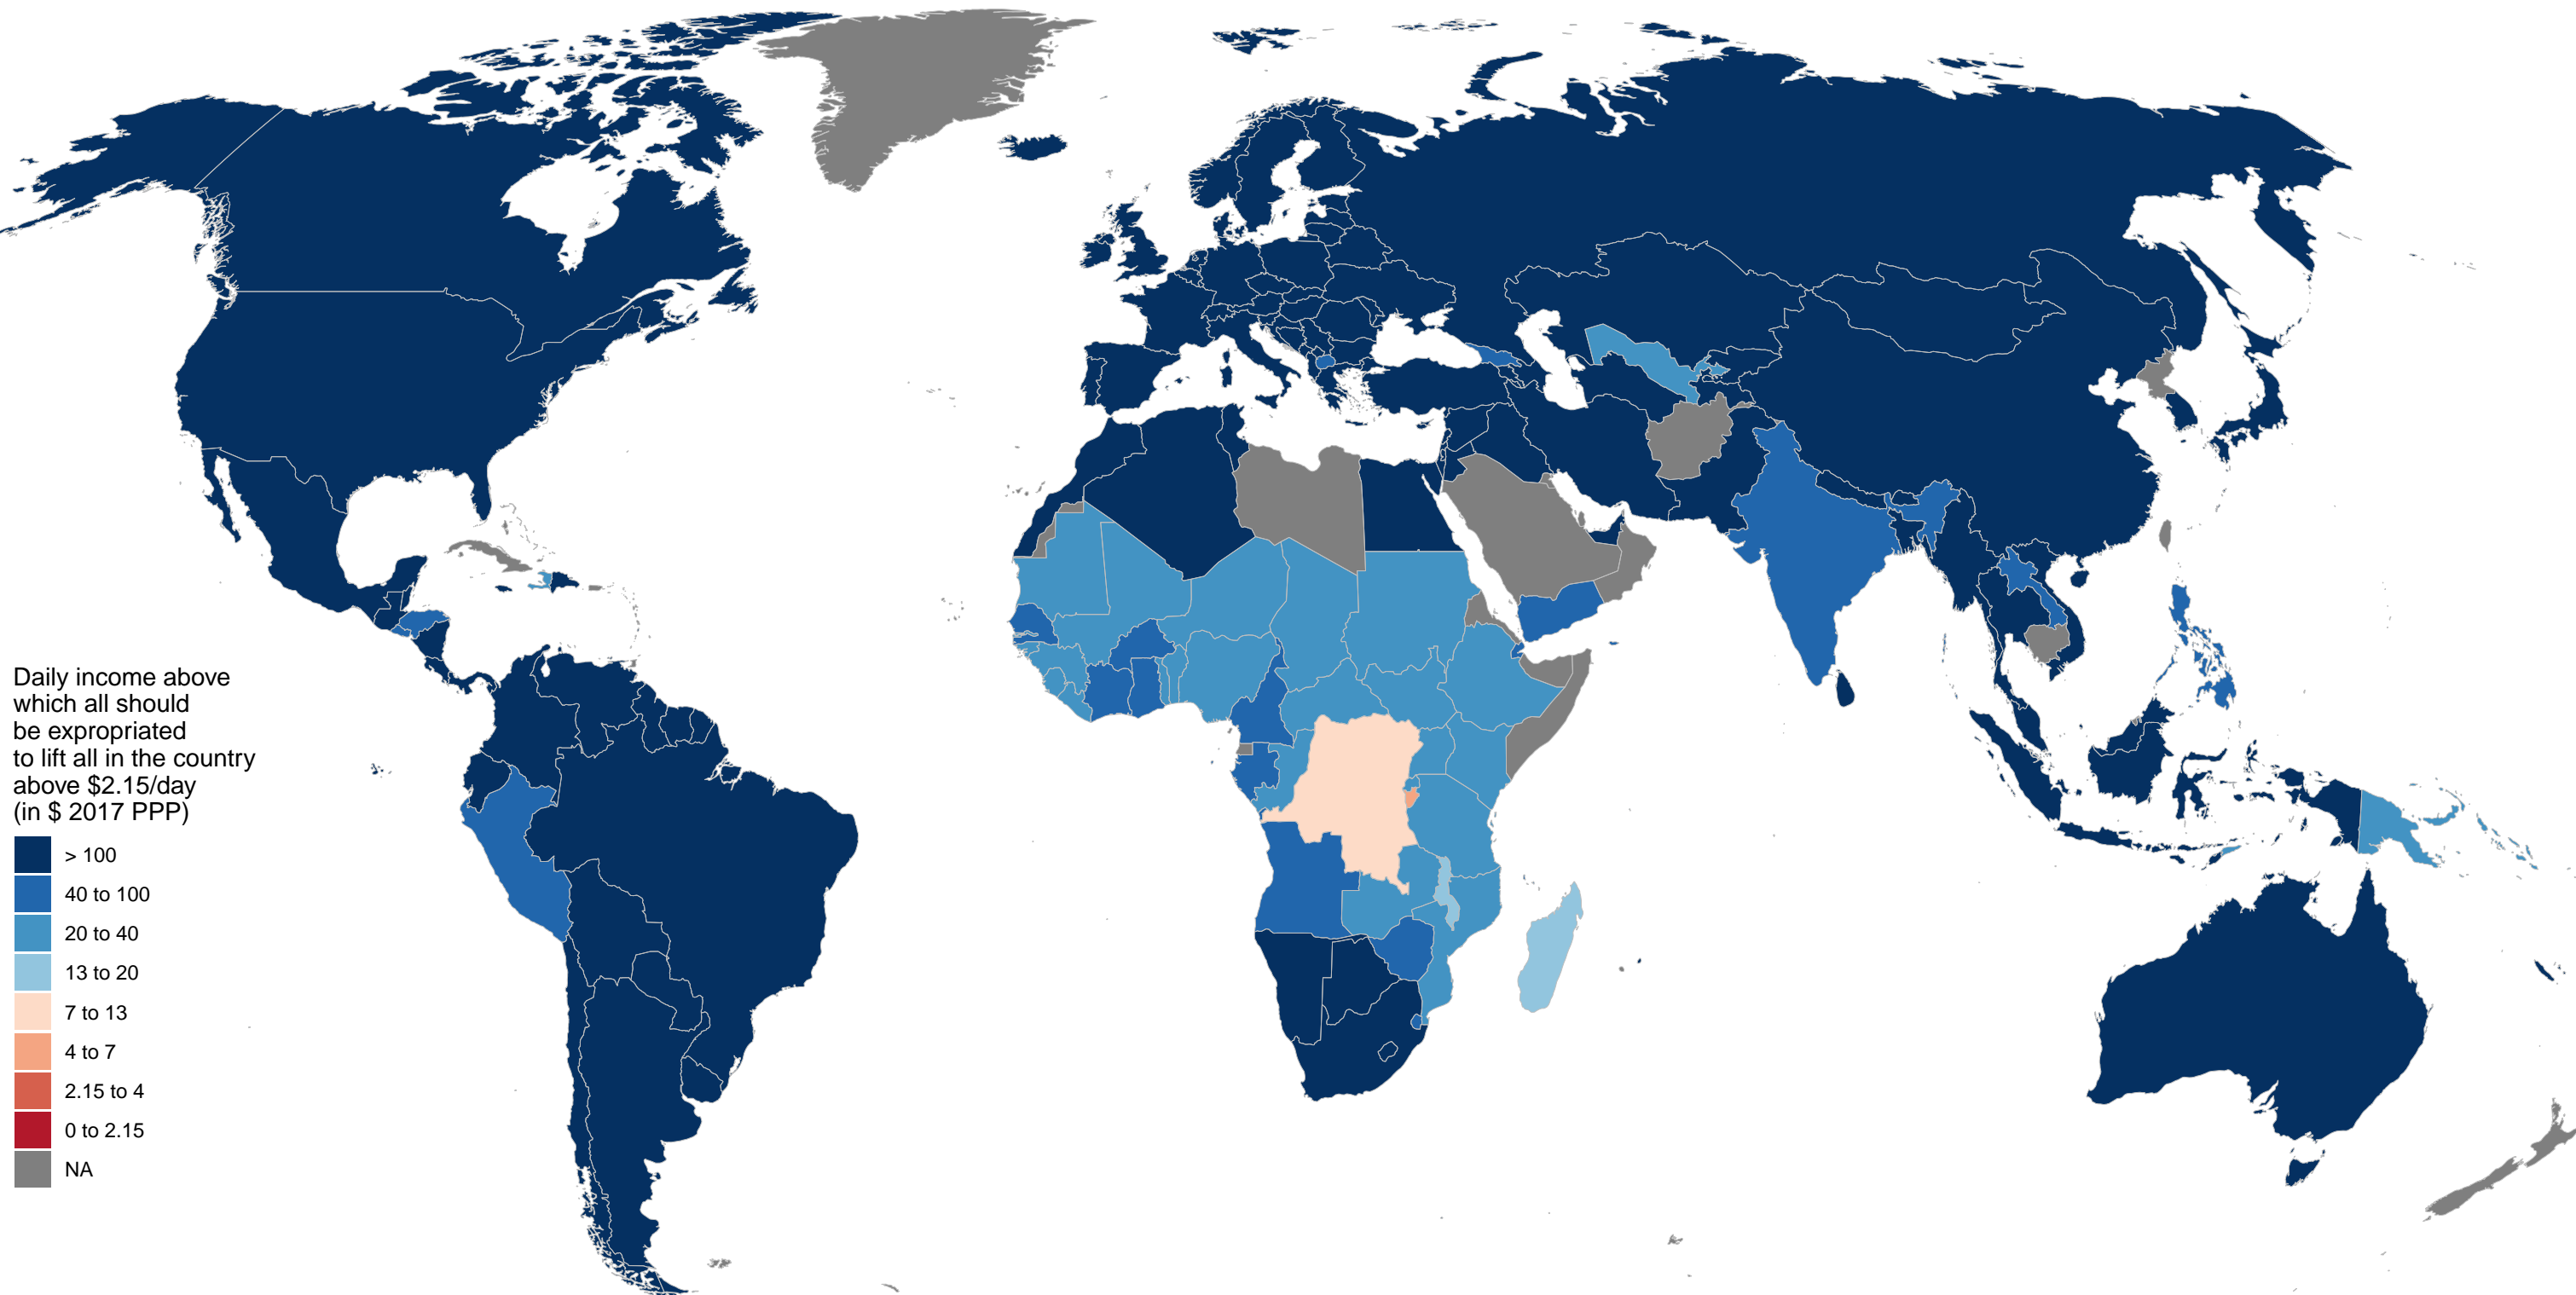 Daily income above
which all should
be expropriated
to lift all in the country
above $2.15/day
(in $ 2017 PPP)
> 100
40 to 100
20 to 40
13 to 20
7 to 13
4 to 7
2.15 to 4
0 to 2.15
NA